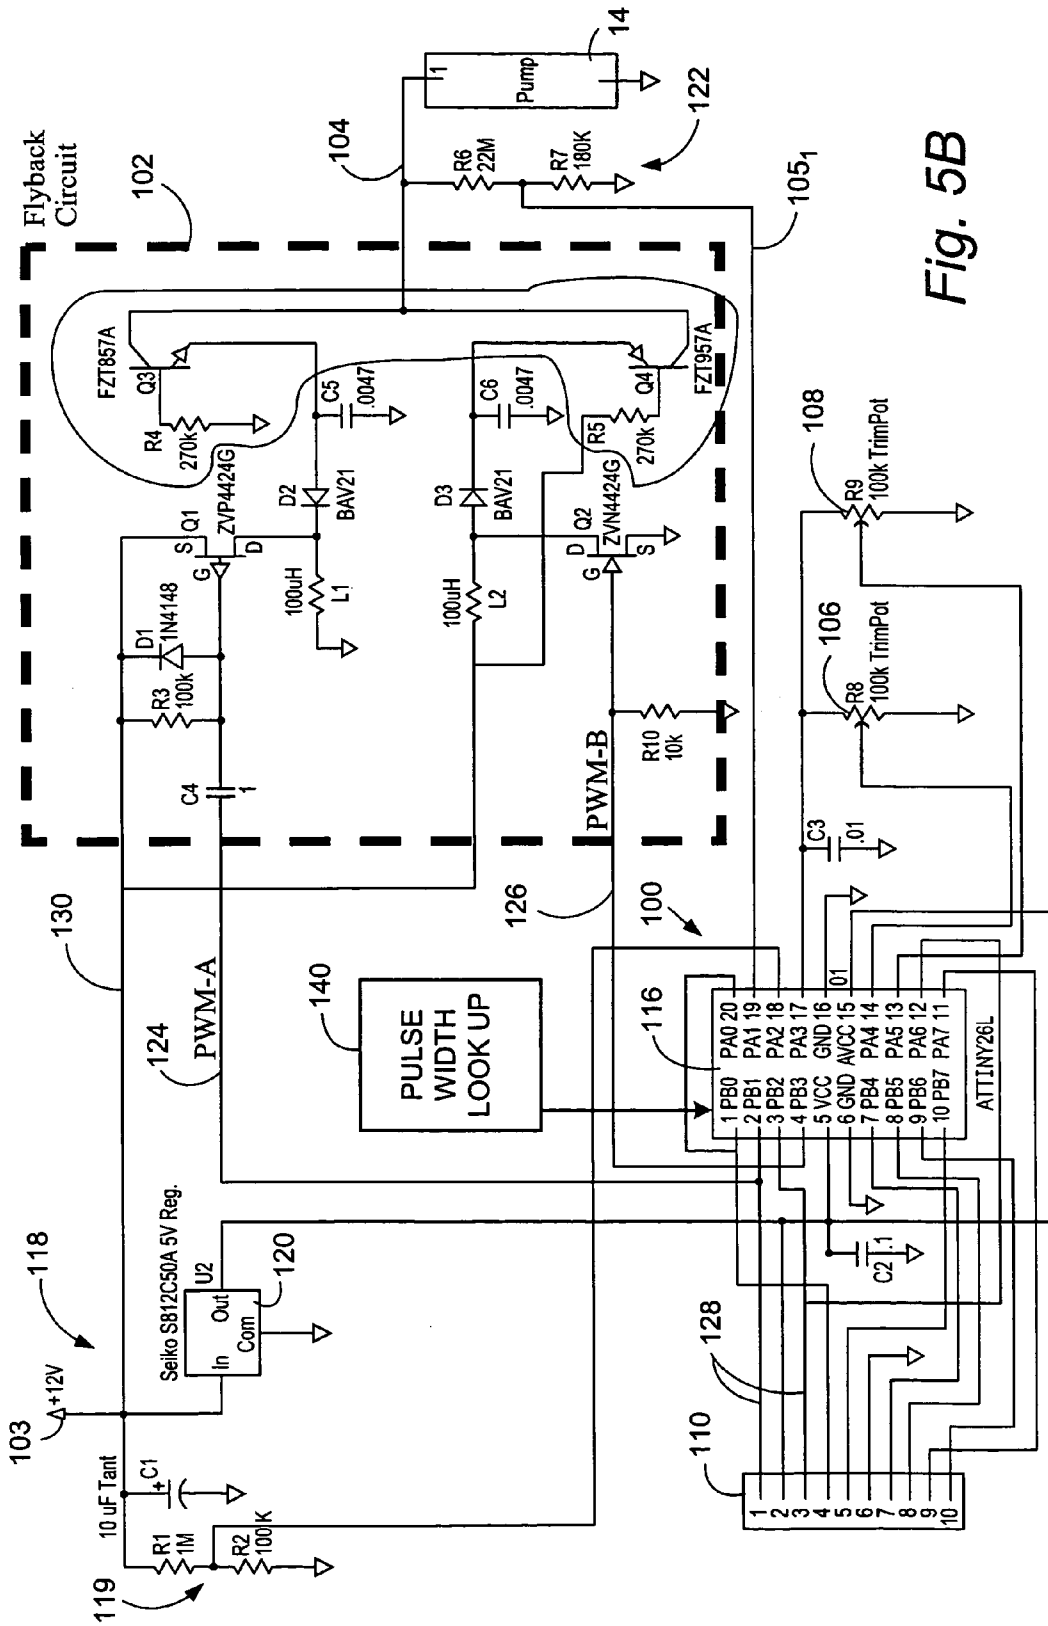 Fig. 5B
Flyback
Circuit
102
104
14
1
Pump
122
R6
22M
R7
180K
105₁
FZT857A
Q3
R4
270k
C5
.0047
D2
BAV21
Q1
ZVP4424G
S
G
D
D1
1N4148
R3
100k
C4
1
100uH
L1
FZT957A
Q4
R5
270k
C6
.0047
D3
BAV21
Q2
ZVN4424G
D
G
S
100uH
L2
PWM-B
R10
10k
126
130
124
PWM-A
140
PULSE
WIDTH
LOOK UP
100
116
1 PB0 PA0 20
2 PB1 PA1 19
3 PB2 PA2 18
4 PB3 PA3 17
5 VCC GND 16
6 GND AVCC 15
7 PB4 PA4 14
8 PB5 PA5 13
9 PB6 PA6 12
10 PB7 PA7 11
ATTINY26L
.01
C3
.01
106
R8
100k TrimPot
108
R9
100k TrimPot
118
103
+12V
Seiko S812C50A 5V Reg.
U2
In
Out
Com
120
10 uF Tant
+
C1
R1
1M
R2
100K
119
C2
.1
128
110
1
2
3
4
5
6
7
8
9
10